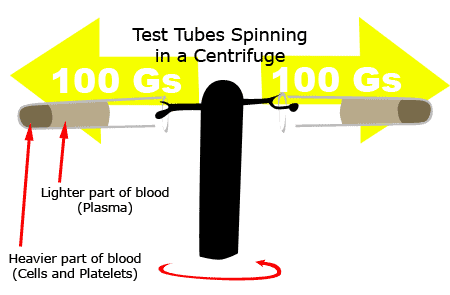 Test Tubes Spinning
in a Centrifuge
100 Gs
100 Gs
Lighter part of blood
(Plasma)
Heavier part of blood
(Cells and Platelets)